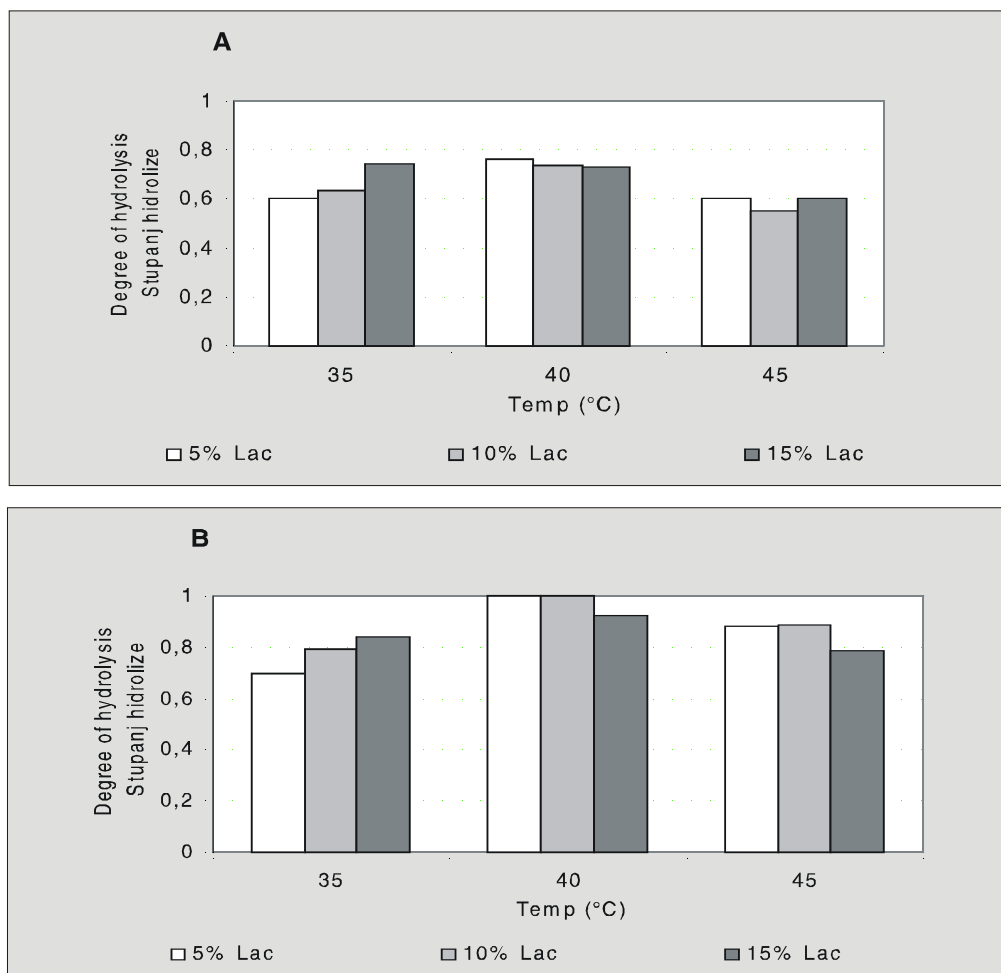 A
Degree of hydrolysis
Stupanj hidrolize
1
0,8
0,6
0,4
0,2
0
35 40 45
Temp (°C)
5% Lac 10% Lac 15% Lac
B
Degree of hydrolysis
Stupanj hidrolize
1
0,8
0,6
0,4
0,2
0
35 40 45
Temp (°C)
5% Lac 10% Lac 15% Lac